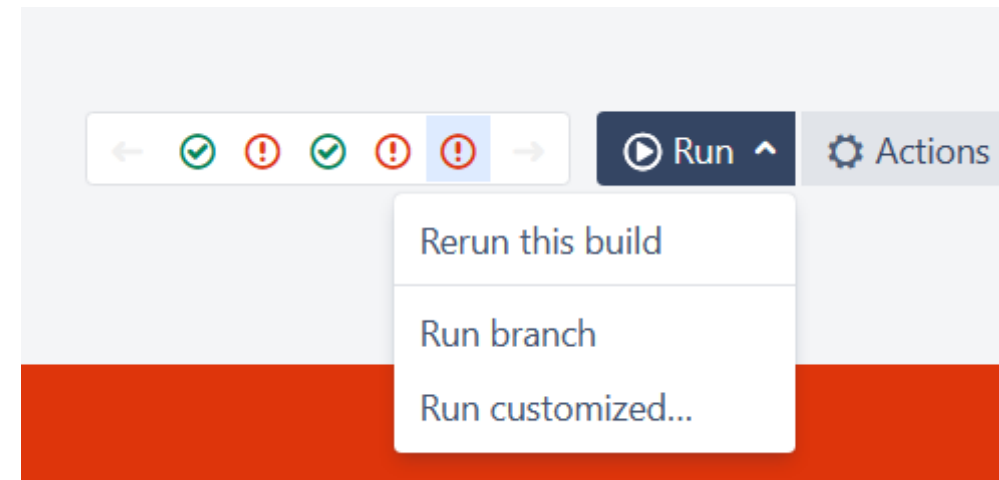 Run
Actions
Rerun this build
Run branch
Run customized...